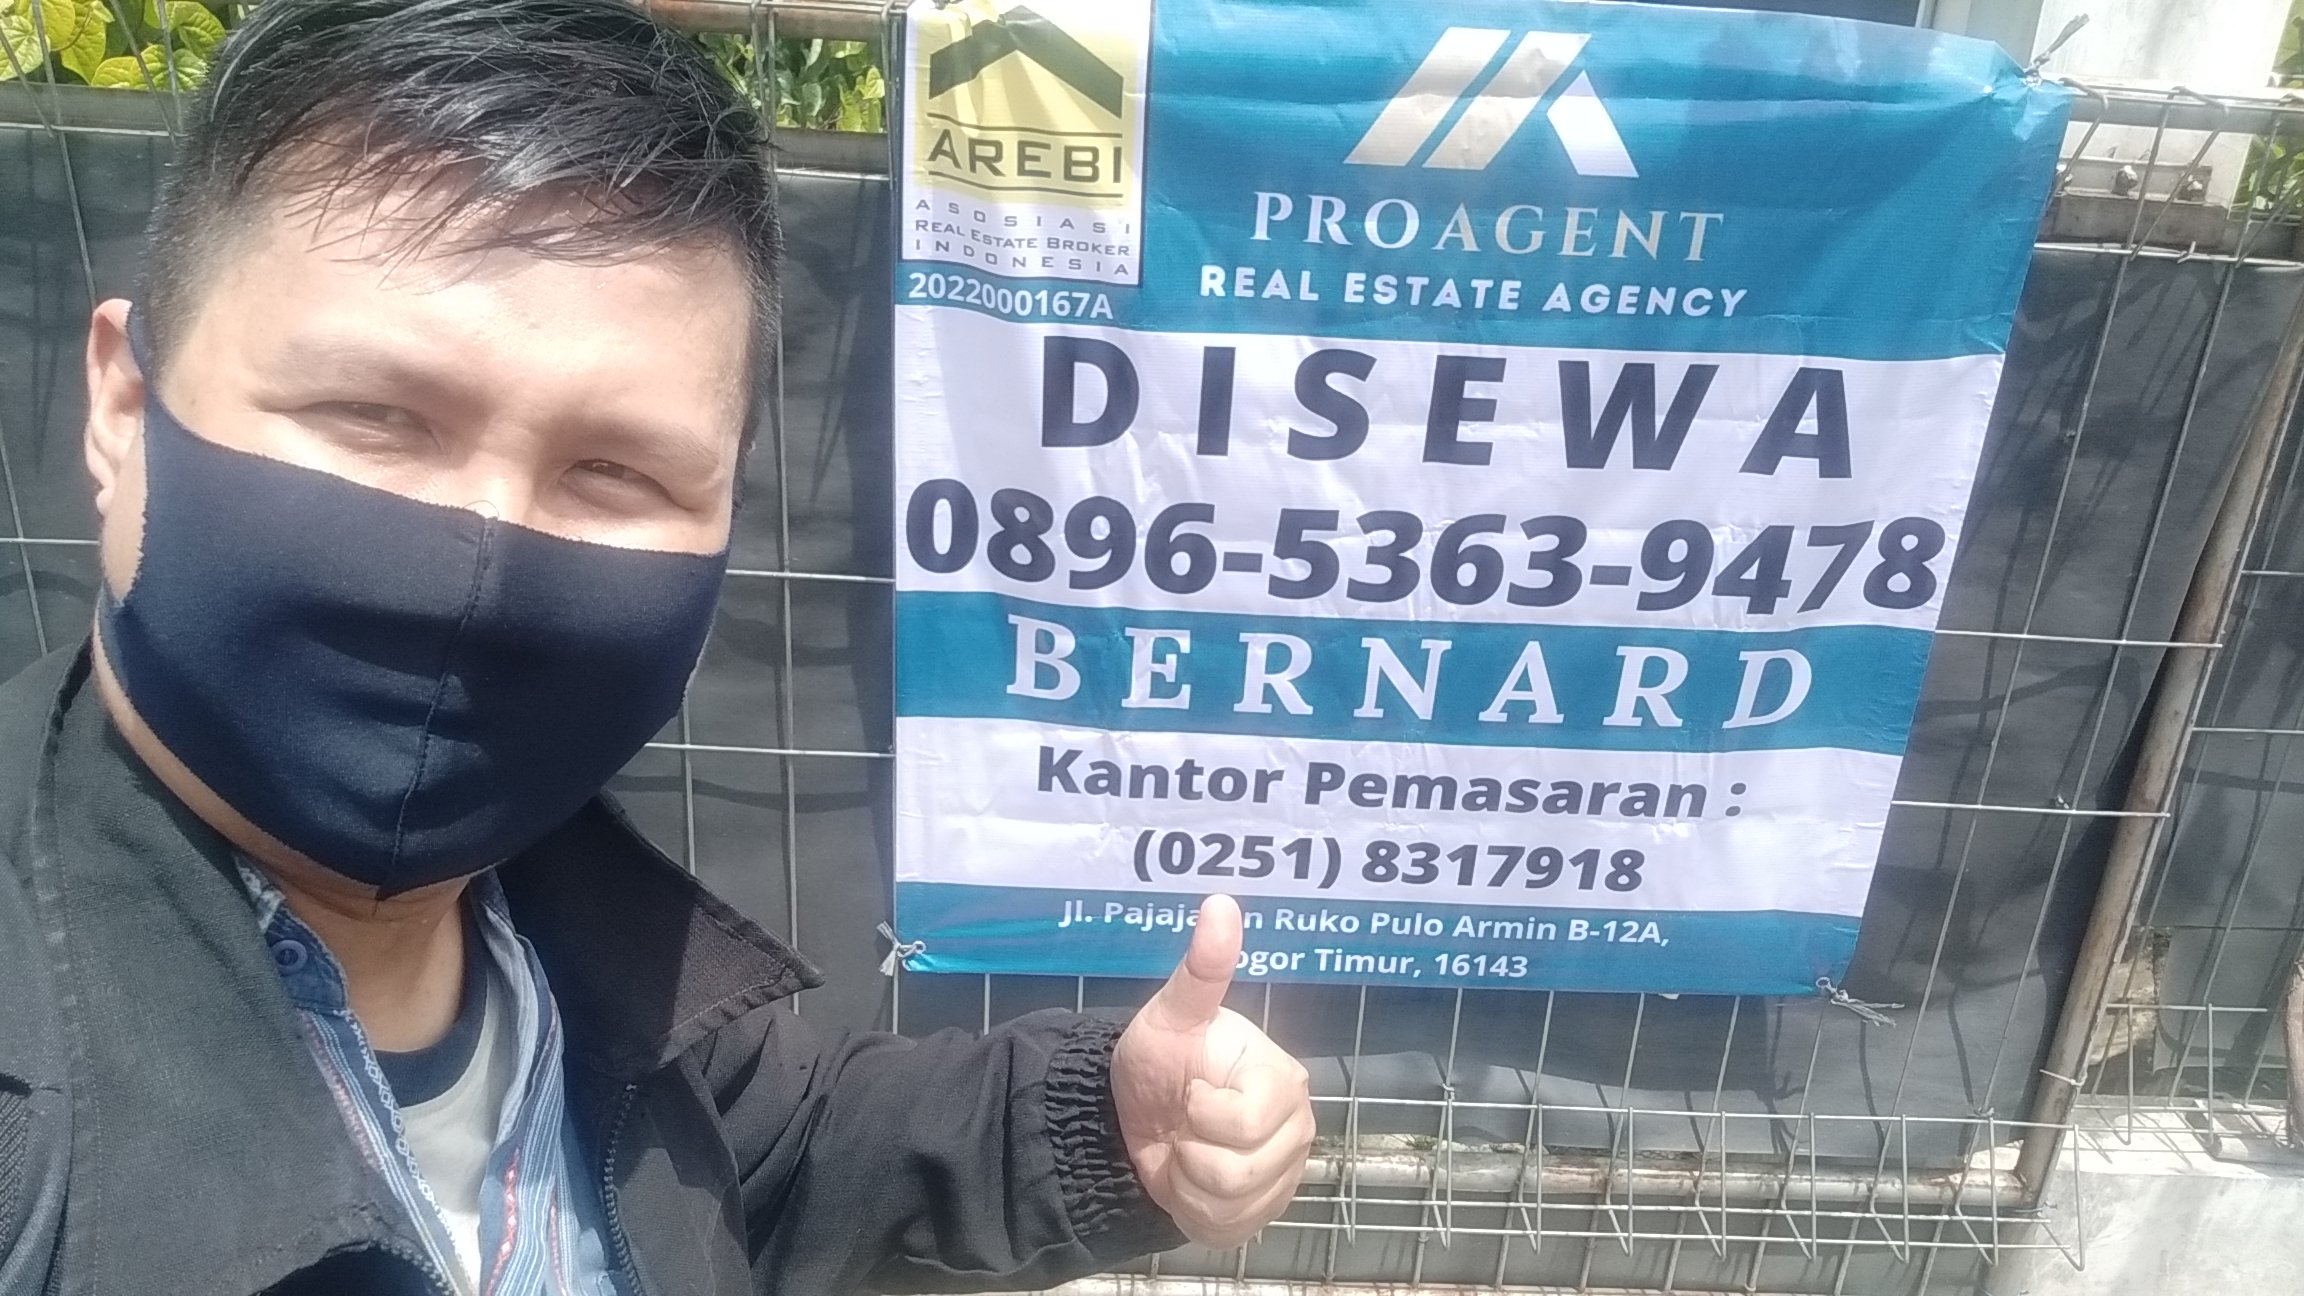 AREBI
ASOSIASI
REAL ESTATE BROKER
INDONESIA
2022000167A
PROAGENT
REAL ESTATE AGENCY
DISEWA
0896-5363-9478
BERNARD
Kantor Pemasaran :
(0251) 8317918
Jl. Ruko Pulo Armin B-12A,
Timur, 16143